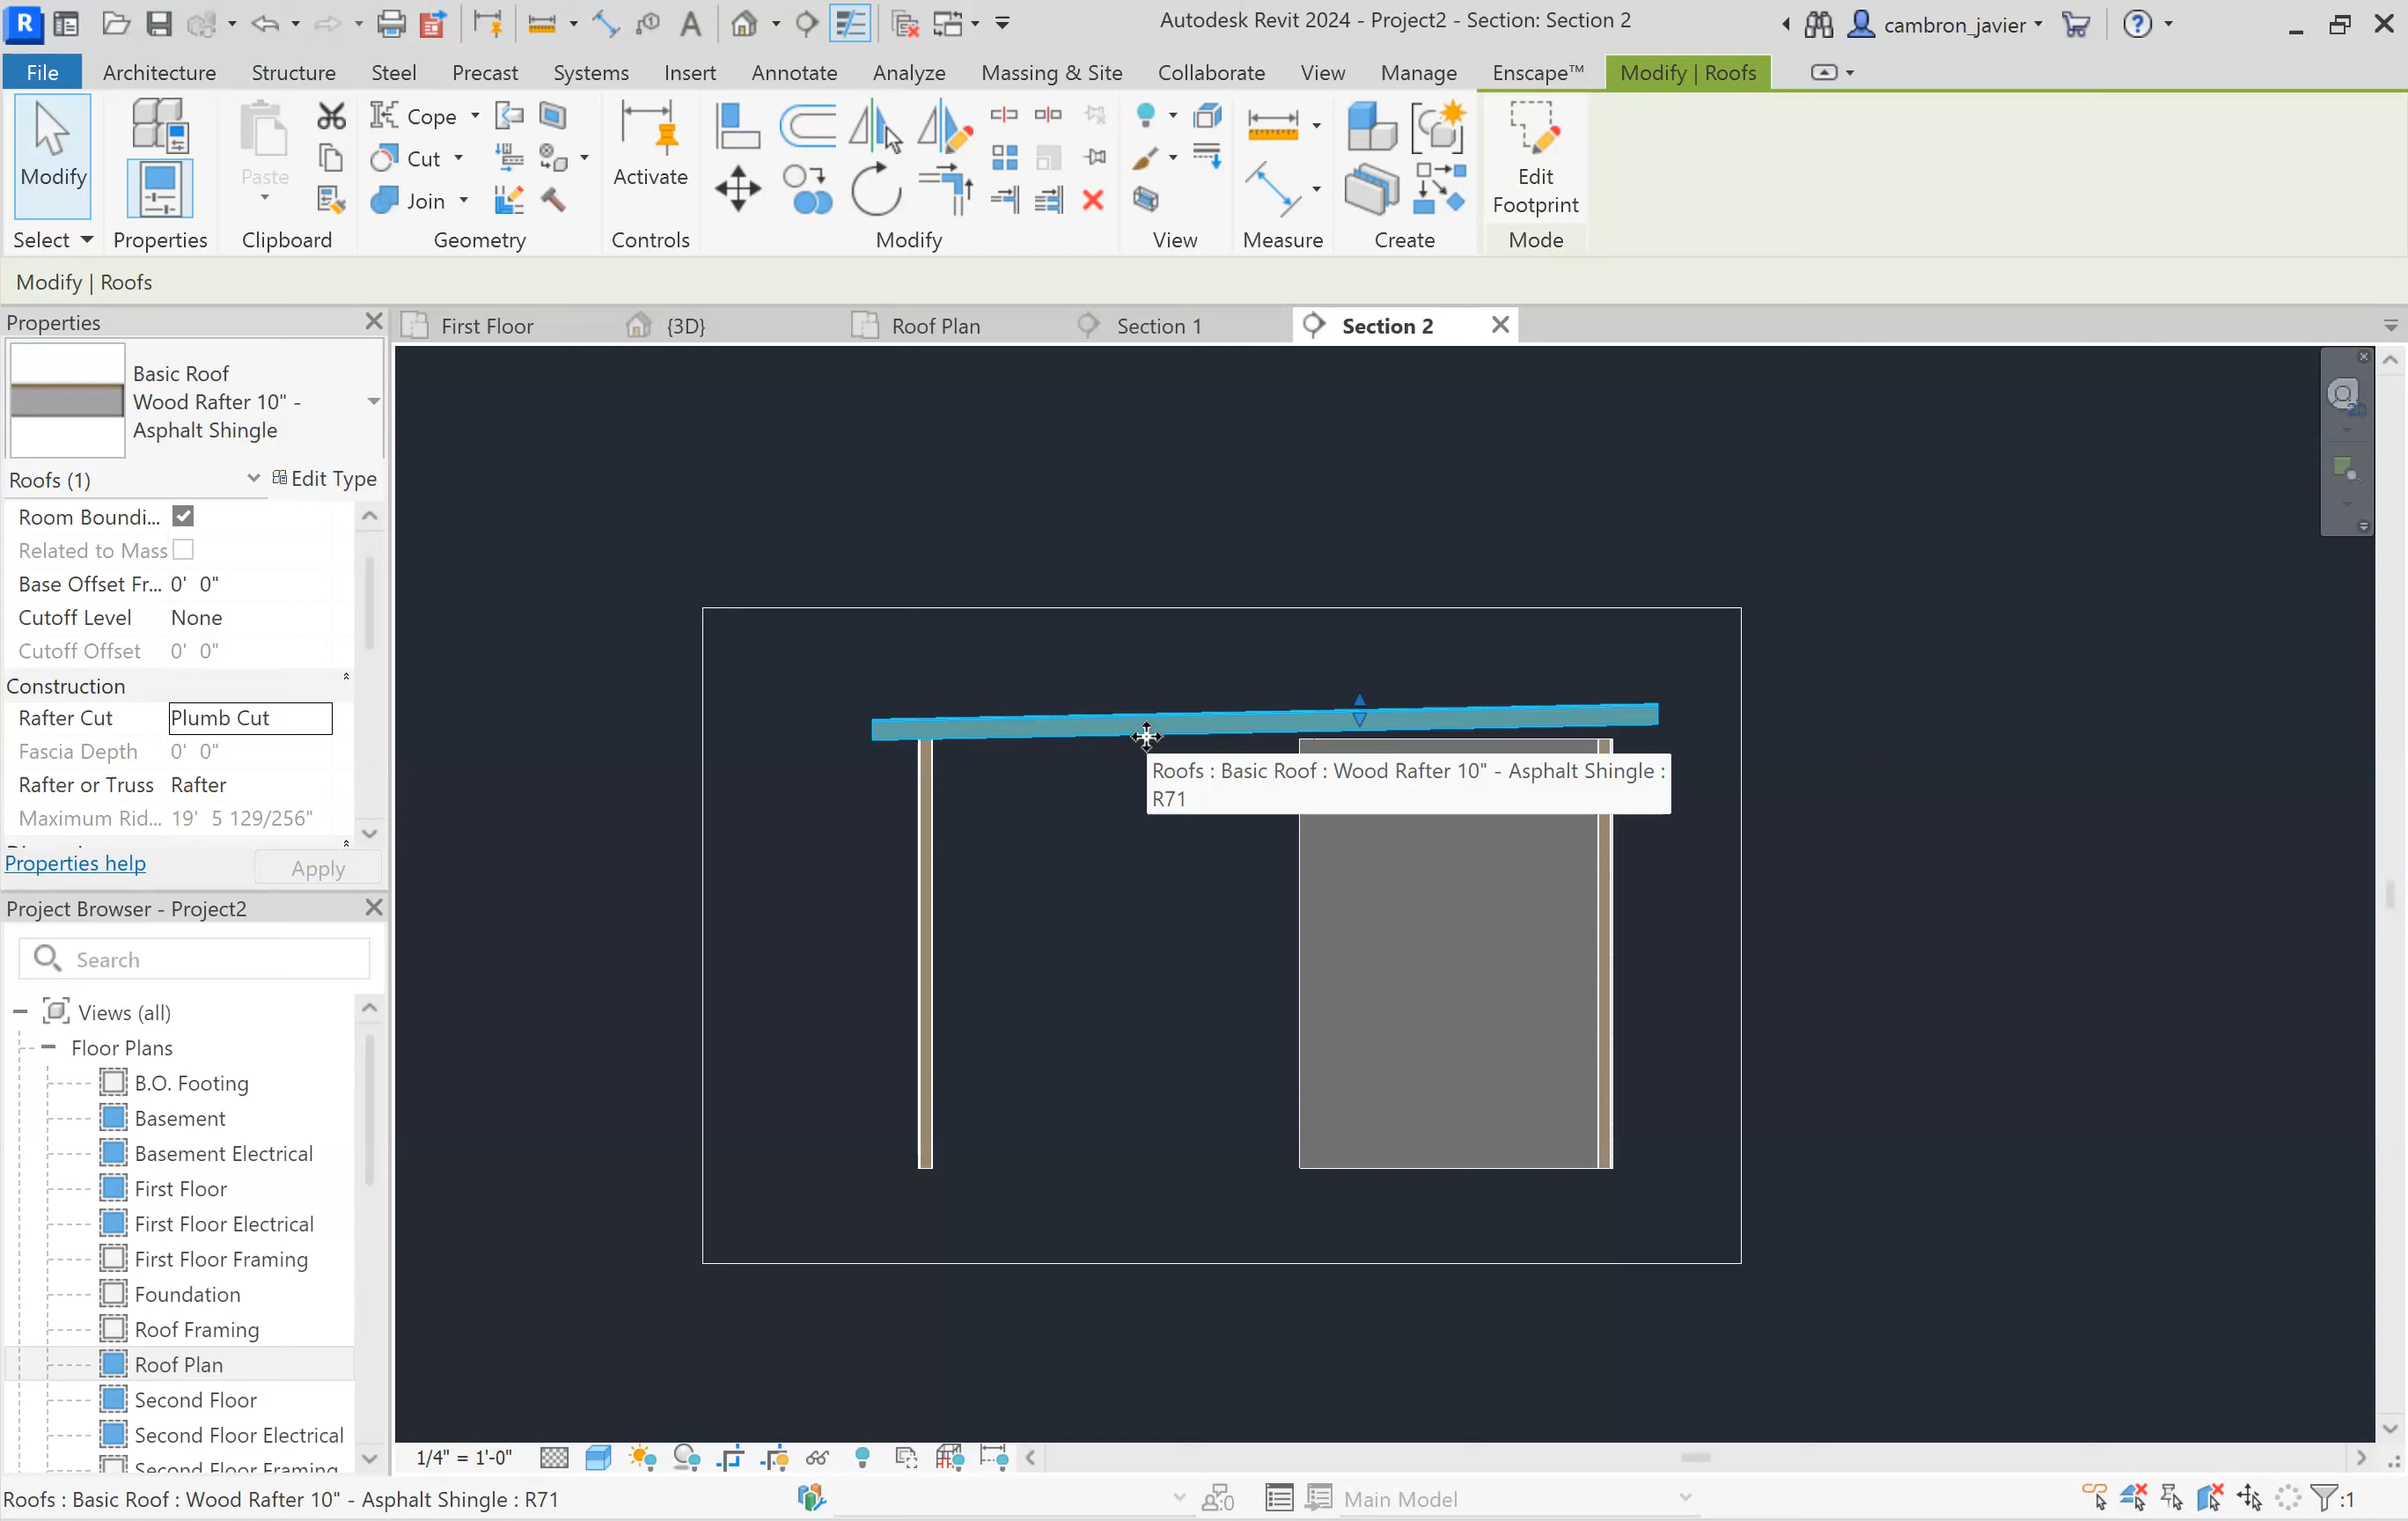 R
Autodesk Revit 2024 - Project2 - Section: Section 2
cambron_javier
File
Architecture
Structure
Steel
Precast
Systems
Insert
Annotate
Analyze
Massing & Site
Collaborate
View
Manage
Enscape™
Modify | Roofs
Modify
Paste
Cope
Cut
Join
Activate
Edit
Footprint
Select
Properties
Clipboard
Geometry
Controls
Modify
View
Measure
Create
Mode
Modify | Roofs
Properties
First Floor
{3D}
Roof Plan
Section 1
Section 2
Basic Roof
Wood Rafter 10" -
Asphalt Shingle
Roofs (1)
Edit Type
Room Boundi...
Related to Mass
Base Offset Fr... 0' 0"
Cutoff Level None
Cutoff Offset 0' 0"
Construction
Rafter Cut Plumb Cut
Fascia Depth 0' 0"
Rafter or Truss Rafter
Maximum Rid... 19' 5 129/256"
Properties help
Apply
Roofs : Basic Roof : Wood Rafter 10" - Asphalt Shingle :
R71
2D
Project Browser - Project2
Search
Views (all)
Floor Plans
B.O. Footing
Basement
Basement Electrical
First Floor
First Floor Electrical
First Floor Framing
Foundation
Roof Framing
Roof Plan
Second Floor
Second Floor Electrical
Second Floor Framing
1/4" = 1'-0"
Roofs : Basic Roof : Wood Rafter 10" - Asphalt Shingle : R71
:0
Main Model
:1